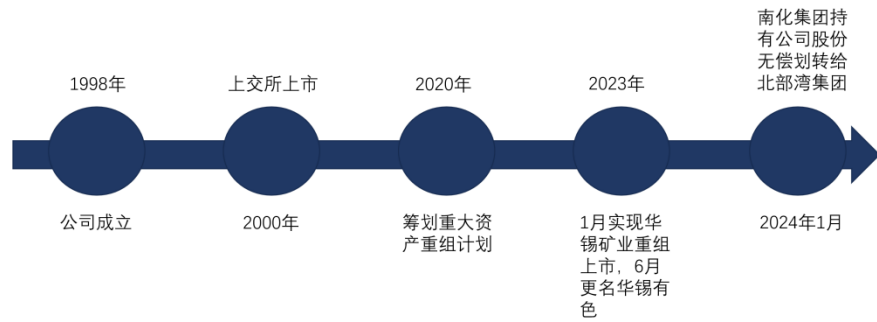 1998年
公司成立
上交所上市
2000年
2020年
筹划重大资
产重组计划
2023年
1月实现华
锡矿业重组
上市，6月
更名华锡有
色
南化集团持
有公司股份
无偿划转给
北部湾集团
2024年1月